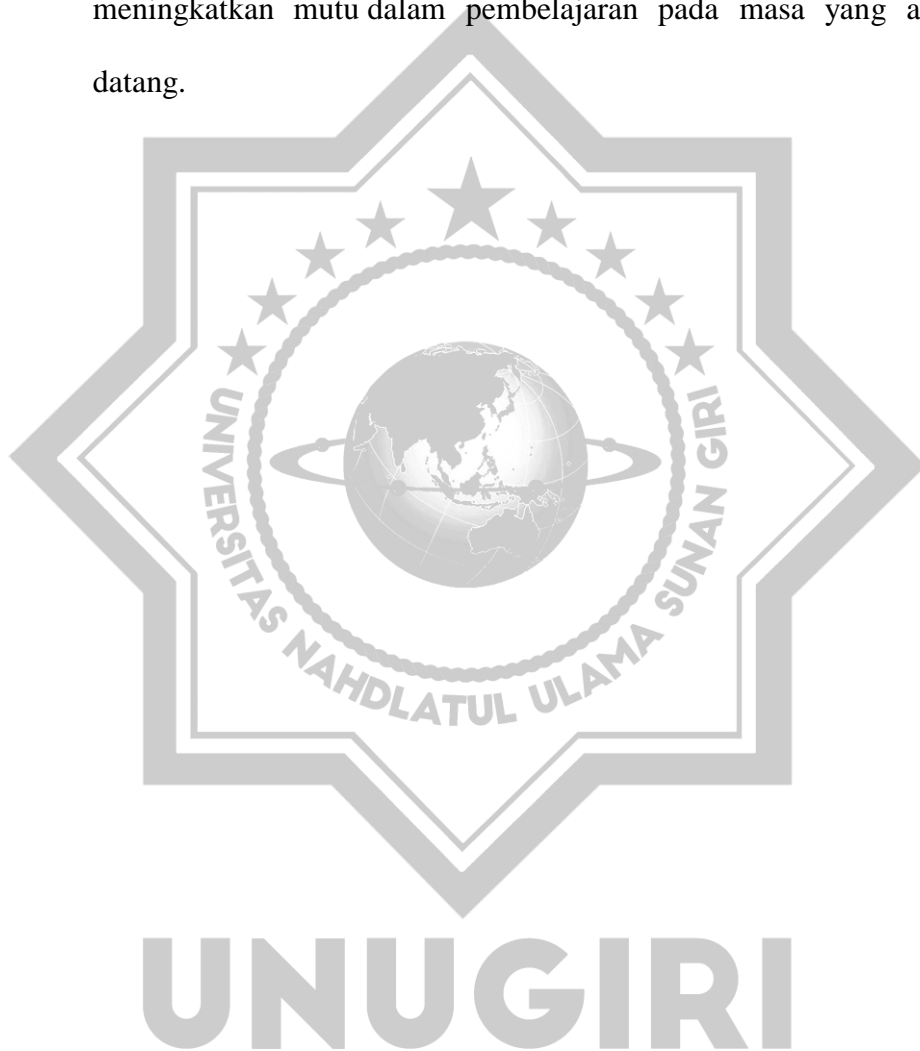 meningkatkan mutu dalam pembelajaran pada masa yang a
datang.
UNIVERSITAS NAHDLATUL ULAMA SUNAN GIRI
UNUGIRI